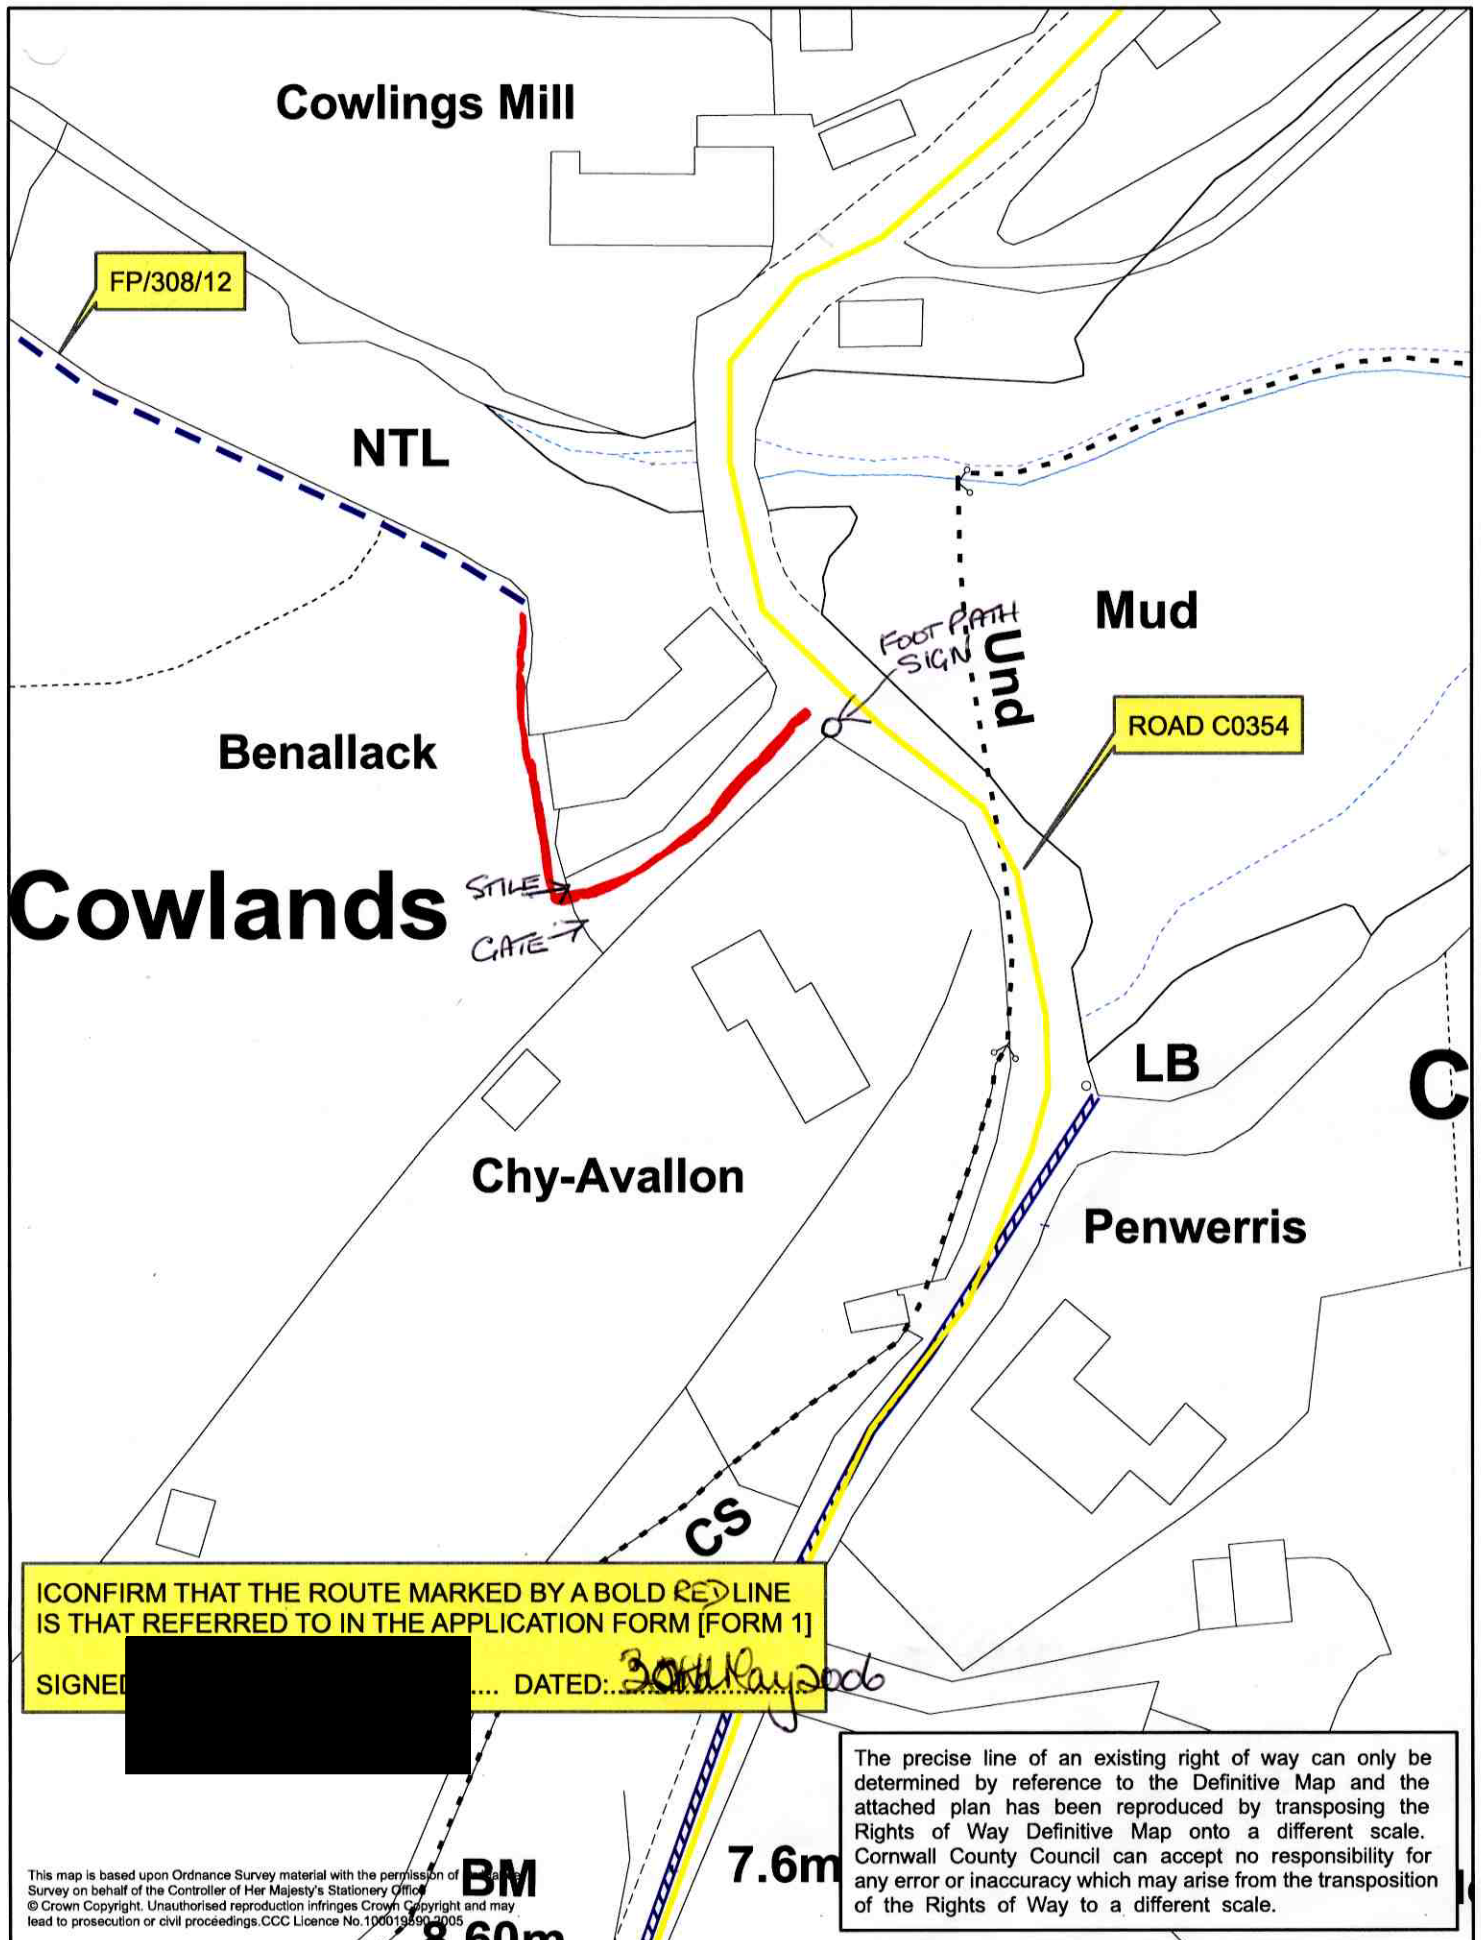 Cowlings Mill
FP/308/12
NTL
FOOTPATH
SIGN
Und
Mud
ROAD C0354
Benallack
Cowlands
STILE
GATE
LB
C
Chy-Avallon
Penwerris
CS
ICONFIRM THAT THE ROUTE MARKED BY A BOLD RED LINE
IS THAT REFERRED TO IN THE APPLICATION FORM [FORM 1]
SIGNED .... DATED:...30th May 2006
The precise line of an existing right of way can only be
determined by reference to the Definitive Map and the
attached plan has been reproduced by transposing the
Rights of Way Definitive Map onto a different scale.
Cornwall County Council can accept no responsibility for
any error or inaccuracy which may arise from the transposition
of the Rights of Way to a different scale.
7.6m
BM
8.60m
This map is based upon Ordnance Survey material with the permission of
Survey on behalf of the Controller of Her Majesty's Stationery Office
© Crown Copyright. Unauthorised reproduction infringes Crown Copyright and may
lead to prosecution or civil proceedings.CCC Licence No.100019590 2005